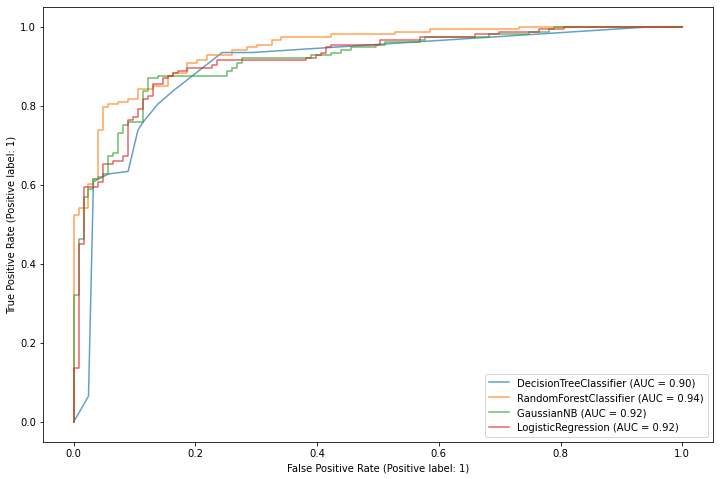 True Positive Rate (Positive label: 1)
1.0
0.8
0.6
0.4
0.2
0.0
DecisionTreeClassifier (AUC = 0.90)
RandomForestClassifier (AUC = 0.94)
GaussianNB (AUC = 0.92)
LogisticRegression (AUC = 0.92)
0.0 0.2 0.4 0.6 0.8 1.0
False Positive Rate (Positive label: 1)